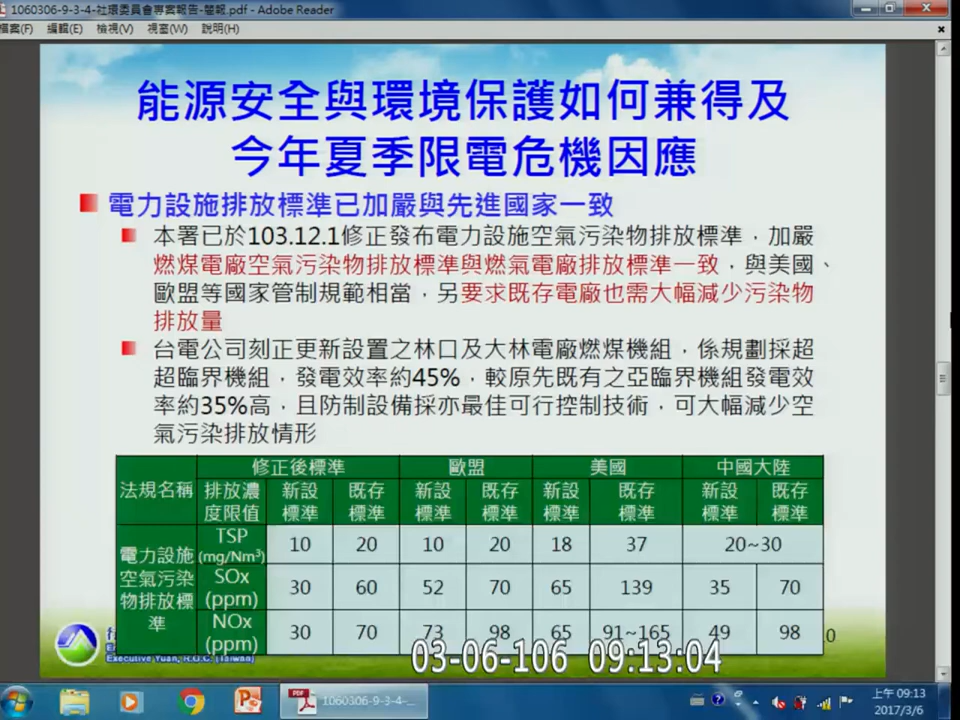 1060306-9-3-4-社環委員會專案報告-簡報.pdf - Adobe Reader
檔案(F) 編輯(E) 檢視(V) 視窗(W) 說明(H)
能源安全與環境保護如何兼得及
今年夏季限電危機因應
電力設施排放標準已加嚴與先進國家一致
本署已於103.12.1修正發布電力設施空氣污染物排放標準，加嚴
燃煤電廠空氣污染物排放標準與燃氣電廠排放標準一致，與美國、
歐盟等國家管制規範相當，另要求既存電廠也需大幅減少污染物
排放量
台電公司刻正更新設置之林口及大林電廠燃煤機組，係規劃採超
超臨界機組，發電效率約45%，較原先既有之亞臨界機組發電效
率約35%高，且防制設備採亦最佳可行控制技術，可大幅減少空
氣污染排放情形
法規名稱 修正後標準 歐盟 美國 中國大陸
排放濃度限值 新設標準 既存標準 新設標準 既存標準 新設標準 既存標準 新設標準 既存標準
電力設施空氣污染物排放標準
TSP (mg/Nm³) 10 20 10 20 18 37 20~30
SOx (ppm) 30 60 52 70 65 139 35 70
NOx (ppm) 30 70 73 98 65 91~165 49 98
Executive Yuan, R.O.C. (Taiwan)
03-06-106 09:13:04
1060306-9-3-4-...
上午 09:13
2017/3/6